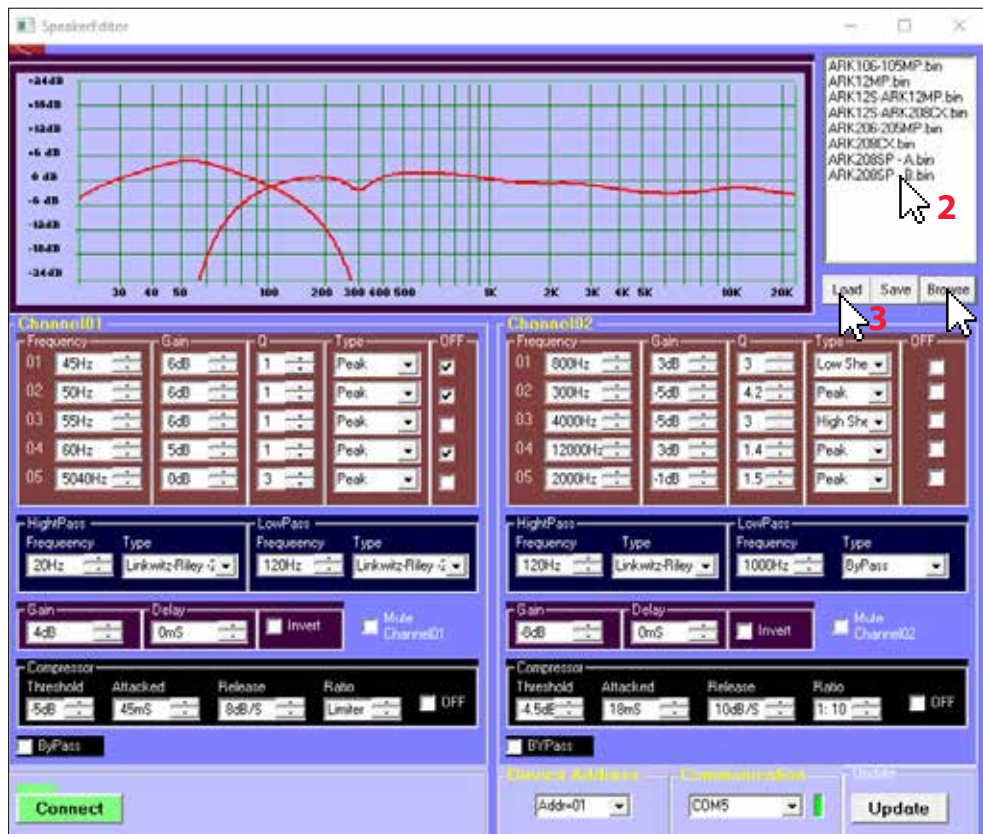 SpeakerEditor
+24dB
+18dB
+12dB
+6 dB
0 dB
-6 dB
-12dB
-18dB
-24dB
30 40 50 100 200 300 400 500 1K 2K 3K 4K 5K 10K 20K
ARK106-105MP.bin
ARK12MP.bin
ARK12S-ARK12MP.bin
ARK12S-ARK208CX.bin
ARK206-205MP.bin
ARK208CX.bin
ARK208SP - A.bin
ARK208SP - B.bin
2
Load Save Browse
3
Channel01
Frequency Gain Q Type OFF
01 45Hz 6dB 1 Peak
02 50Hz 6dB 1 Peak
03 55Hz 6dB 1 Peak
04 60Hz 5dB 1 Peak
05 5040Hz 0dB 3 Peak
HightPass LowPass
Frequeency Type Frequeency Type
20Hz Linkwitz-Riley 120Hz Linkwitz-Riley
Gain Delay
4dB 0mS Invert Mute Channel01
Compressor
Threshold Attacked Release Ratio
-5dB 45mS 8dB/S Limiter OFF
ByPass
Channel02
Frequency Gain Q Type OFF
01 800Hz 3dB 3 Low She
02 300Hz -5dB 4.2 Peak
03 4000Hz -5dB 3 High She
04 12000Hz 3dB 1.4 Peak
05 2000Hz -1dB 1.5 Peak
HightPass LowPass
Frequeency Type Frequency Type
120Hz Linkwitz-Riley 1000Hz ByPass
Gain Delay
0mS Invert Mute Channel02
Compressor
Threshold Attacked Release Ratio
-4.5dE 18mS 10dB/S 1: 10 OFF
BYPass
Connect
Device Address Communication Update
Addr=01 COM5 Update